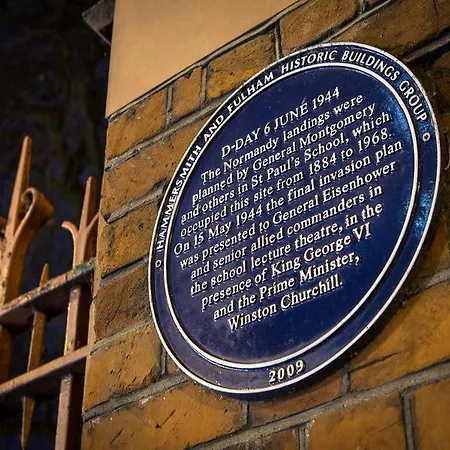 HAMMERSMITH AND FULHAM HISTORIC BUILDINGS GROUP
D-DAY 6 JUNE 1944
The Normandy landings were
planned by General Montgomery
and others in St Paul's School, which
occupied this site from 1884 to 1968.
On 15 May 1944 the final invasion plan
was presented to General Eisenhower
and senior allied commanders in
the school lecture theatre, in the
presence of King George VI
and the Prime Minister,
Winston Churchill.
2009